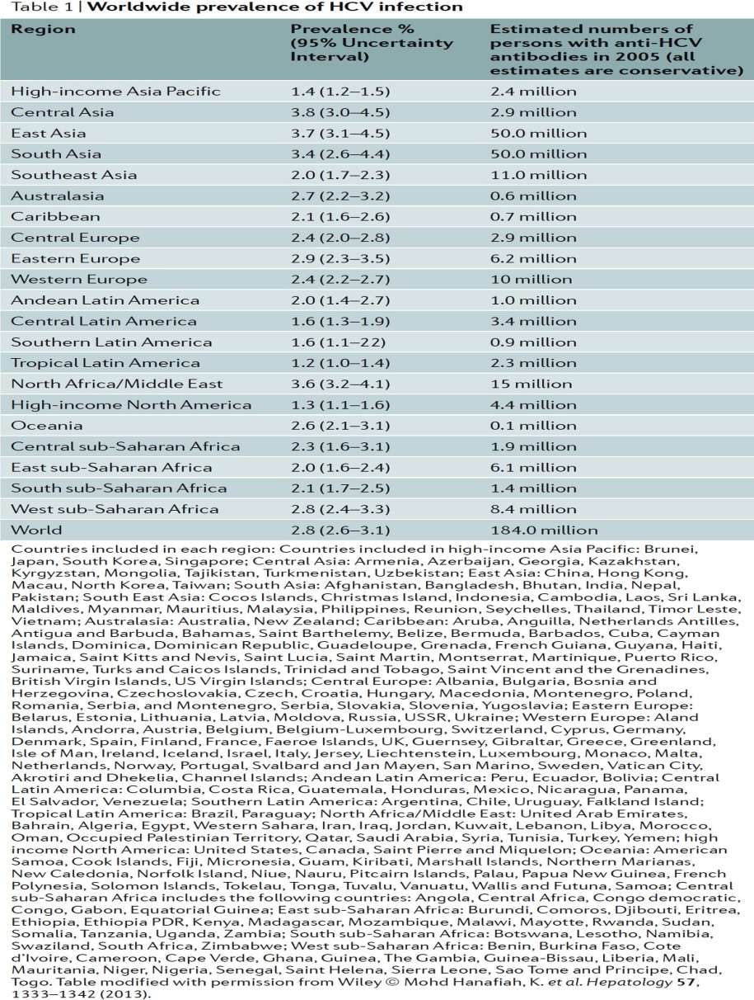 Table 1 | Worldwide prevalence of HCV infection
Region Prevalence % (95% Uncertainty Interval) Estimated numbers of persons with anti-HCV antibodies in 2005 (all estimates are conservative)
High-income Asia Pacific 1.4 (1.2–1.5) 2.4 million
Central Asia 3.8 (3.0–4.5) 2.9 million
East Asia 3.7 (3.1–4.5) 50.0 million
South Asia 3.4 (2.6–4.4) 50.0 million
Southeast Asia 2.0 (1.7–2.3) 11.0 million
Australasia 2.7 (2.2–3.2) 0.6 million
Caribbean 2.1 (1.6–2.6) 0.7 million
Central Europe 2.4 (2.0–2.8) 2.9 million
Eastern Europe 2.9 (2.3–3.5) 6.2 million
Western Europe 2.4 (2.2–2.7) 10 million
Andean Latin America 2.0 (1.4–2.7) 1.0 million
Central Latin America 1.6 (1.3–1.9) 3.4 million
Southern Latin America 1.6 (1.1–22) 0.9 million
Tropical Latin America 1.2 (1.0–1.4) 2.3 million
North Africa/Middle East 3.6 (3.2–4.1) 15 million
High-income North America 1.3 (1.1–1.6) 4.4 million
Oceania 2.6 (2.1–3.1) 0.1 million
Central sub-Saharan Africa 2.3 (1.6–3.1) 1.9 million
East sub-Saharan Africa 2.0 (1.6–2.4) 6.1 million
South sub-Saharan Africa 2.1 (1.7–2.5) 1.4 million
West sub-Saharan Africa 2.8 (2.4–3.3) 8.4 million
World 2.8 (2.6–3.1) 184.0 million
Countries included in each region: Countries included in high-income Asia Pacific: Brunei,
Japan, South Korea, Singapore; Central Asia: Armenia, Azerbaijan, Georgia, Kazakhstan,
Kyrgyzstan, Mongolia, Tajikistan, Turkmenistan, Uzbekistan; East Asia: China, Hong Kong,
Macau, North Korea, Taiwan; South Asia: Afghanistan, Bangladesh, Bhutan, India, Nepal,
Pakistan; South East Asia: Cocos Islands, Christmas Island, Indonesia, Cambodia, Laos, Sri Lanka,
Maldives, Myanmar, Mauritius, Malaysia, Philippines, Reunion, Seychelles, Thailand, Timor Leste,
Vietnam; Australasia: Australia, New Zealand; Caribbean: Aruba, Anguilla, Netherlands Antilles,
Antigua and Barbuda, Bahamas, Saint Barthelemy, Belize, Bermuda, Barbados, Cuba, Cayman
Islands, Dominica, Dominican Republic, Guadeloupe, Grenada, French Guiana, Guyana, Haiti,
Jamaica, Saint Kitts and Nevis, Saint Lucia, Saint Martin, Montserrat, Martinique, Puerto Rico,
Suriname, Turks and Caicos Islands, Trinidad and Tobago, Saint Vincent and the Grenadines,
British Virgin Islands, US Virgin Islands; Central Europe: Albania, Bulgaria, Bosnia and
Herzegovina, Czechoslovakia, Czech, Croatia, Hungary, Macedonia, Montenegro, Poland,
Romania, Serbia, and Montenegro, Serbia, Slovakia, Slovenia, Yugoslavia; Eastern Europe:
Belarus, Estonia, Lithuania, Latvia, Moldova, Russia, USSR, Ukraine; Western Europe: Aland
Islands, Andorra, Austria, Belgium, Belgium-Luxembourg, Switzerland, Cyprus, Germany,
Denmark, Spain, Finland, France, Faeroe Islands, UK, Guernsey, Gibraltar, Greece, Greenland,
Isle of Man, Ireland, Iceland, Israel, Italy, Jersey, Liechtenstein, Luxembourg, Monaco, Malta,
Netherlands, Norway, Portugal, Svalbard and Jan Mayen, San Marino, Sweden, Vatican City,
Akrotiri and Dhekelia, Channel Islands; Andean Latin America: Peru, Ecuador, Bolivia; Central
Latin America: Columbia, Costa Rica, Guatemala, Honduras, Mexico, Nicaragua, Panama,
El Salvador, Venezuela; Southern Latin America: Argentina, Chile, Uruguay, Falkland Island;
Tropical Latin America: Brazil, Paraguay; North Africa/Middle East: United Arab Emirates,
Bahrain, Algeria, Egypt, Western Sahara, Iran, Iraq, Jordan, Kuwait, Lebanon, Libya, Morocco,
Oman, Occupied Palestinian Territory, Qatar, Saudi Arabia, Syria, Tunisia, Turkey, Yemen; high
income North America: United States, Canada, Saint Pierre and Miquelon; Oceania: American
Samoa, Cook Islands, Fiji, Micronesia, Guam, Kiribati, Marshall Islands, Northern Marianas,
New Caledonia, Norfolk Island, Niue, Nauru, Pitcairn Islands, Palau, Papua New Guinea, French
Polynesia, Solomon Islands, Tokelau, Tonga, Tuvalu, Vanuatu, Wallis and Futuna, Samoa; Central
sub-Saharan Africa includes the following countries: Angola, Central Africa, Congo democratic,
Congo, Gabon, Equatorial Guinea; East sub-Saharan Africa: Burundi, Comoros, Djibouti, Eritrea,
Ethiopia, Ethiopia PDR, Kenya, Madagascar, Mozambique, Malawi, Mayotte, Rwanda, Sudan,
Somalia, Tanzania, Uganda, Zambia; South sub-Saharan Africa: Botswana, Lesotho, Namibia,
Swaziland, South Africa, Zimbabwe; West sub-Saharan Africa: Benin, Burkina Faso, Cote
d’Ivoire, Cameroon, Cape Verde, Ghana, Guinea, The Gambia, Guinea-Bissau, Liberia, Mali,
Mauritania, Niger, Nigeria, Senegal, Saint Helena, Sierra Leone, Sao Tome and Principe, Chad,
Togo. Table modified with permission from Wiley © Mohd Hanafiah, K. et al. Hepatology 57,
1333–1342 (2013).